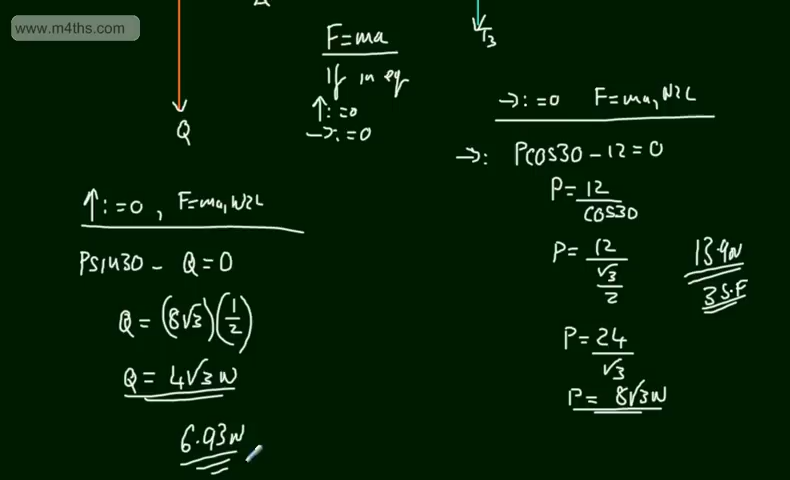 www.m4ths.com
T3
F=ma
If in eq
↑:=0
→:=0
Q
↑:=0, F=ma, N2L
Psin30 - Q=0
Q = (8√3)(1/2)
Q = 4√3N
6.93N
→:=0 F=ma, N2L
→: Pcos30 - 12=0
P=12/cos30
P = 12/(√3/2)
13.9N
3S.F
P=24/√3
P= 8√3N